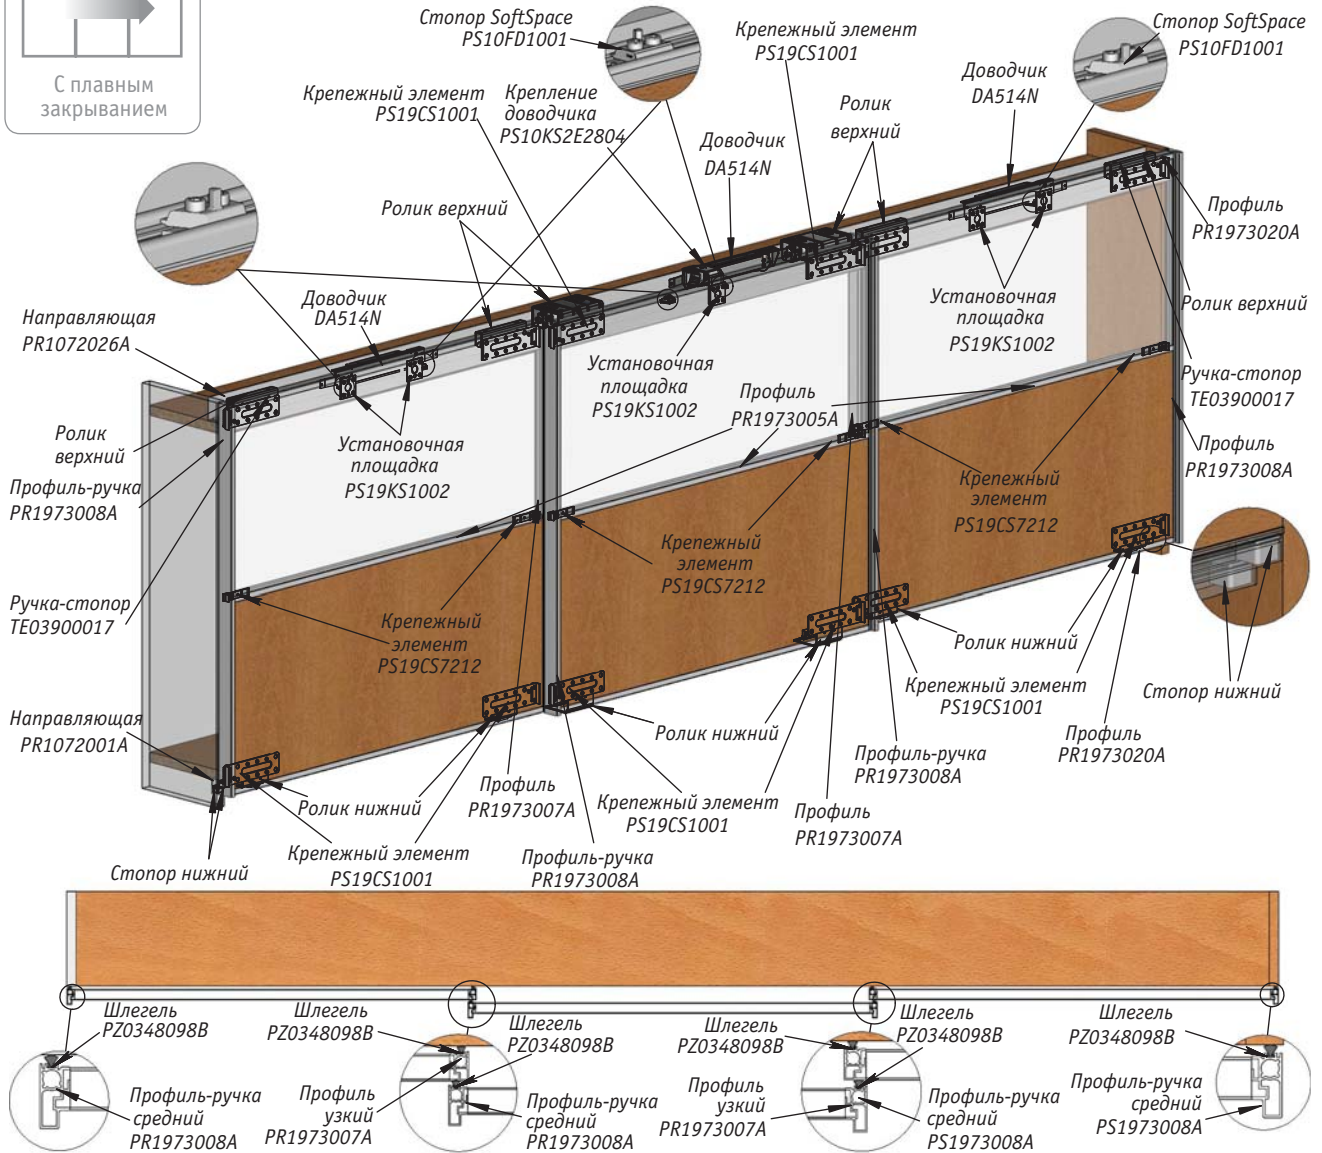 С плавным
закрыванием
Стопор SoftSpace
PS10FD1001
Крепежный элемент
PS19CS1001
Стопор SoftSpace
PS10FD1001
Доводчик
DA514N
Крепежный элемент
PS19CS1001
Крепление
доводчика
PS10KS2E2804
Ролик
верхний
Доводчик
DA514N
Ролик верхний
Профиль
PR1973020A
Доводчик
DA514N
Направляющая
PR1072026A
Установочная
площадка
PS19KS1002
Ролик верхний
Установочная
площадка
PS19KS1002
Профиль
PR1973005A
Ручка-стопор
TE03900017
Ролик
верхний
Установочная
площадка
PS19KS1002
Профиль-ручка
PR1973008A
Профиль
PR1973008A
Крепежный
элемент
PS19CS7212
Крепежный
элемент
PS19CS7212
Ручка-стопор
TE03900017
Крепежный
элемент
PS19CS7212
Ролик нижний
Крепежный элемент
PS19CS1001
Стопор нижний
Направляющая
PR1072001A
Ролик нижний
Профиль-ручка
PR1973008A
Профиль
PR1973020A
Ролик нижний
Профиль
PR1973007A
Крепежный элемент
PS19CS1001
Профиль
PR1973007A
Стопор нижний
Крепежный элемент
PS19CS1001
Профиль-ручка
PR1973008A
Шлегель
PZ0348098B
Шлегель
PZ0348098B
Шлегель
PZ0348098B
Шлегель
PZ0348098B
Шлегель
PZ0348098B
Шлегель
PZ0348098B
Профиль-ручка
средний
PR1973008A
Профиль
узкий
PR1973007A
Профиль-ручка
средний
PR1973008A
Профиль
узкий
PR1973007A
Профиль-ручка
средний
PS1973008A
Профиль-ручка
средний
PS1973008A